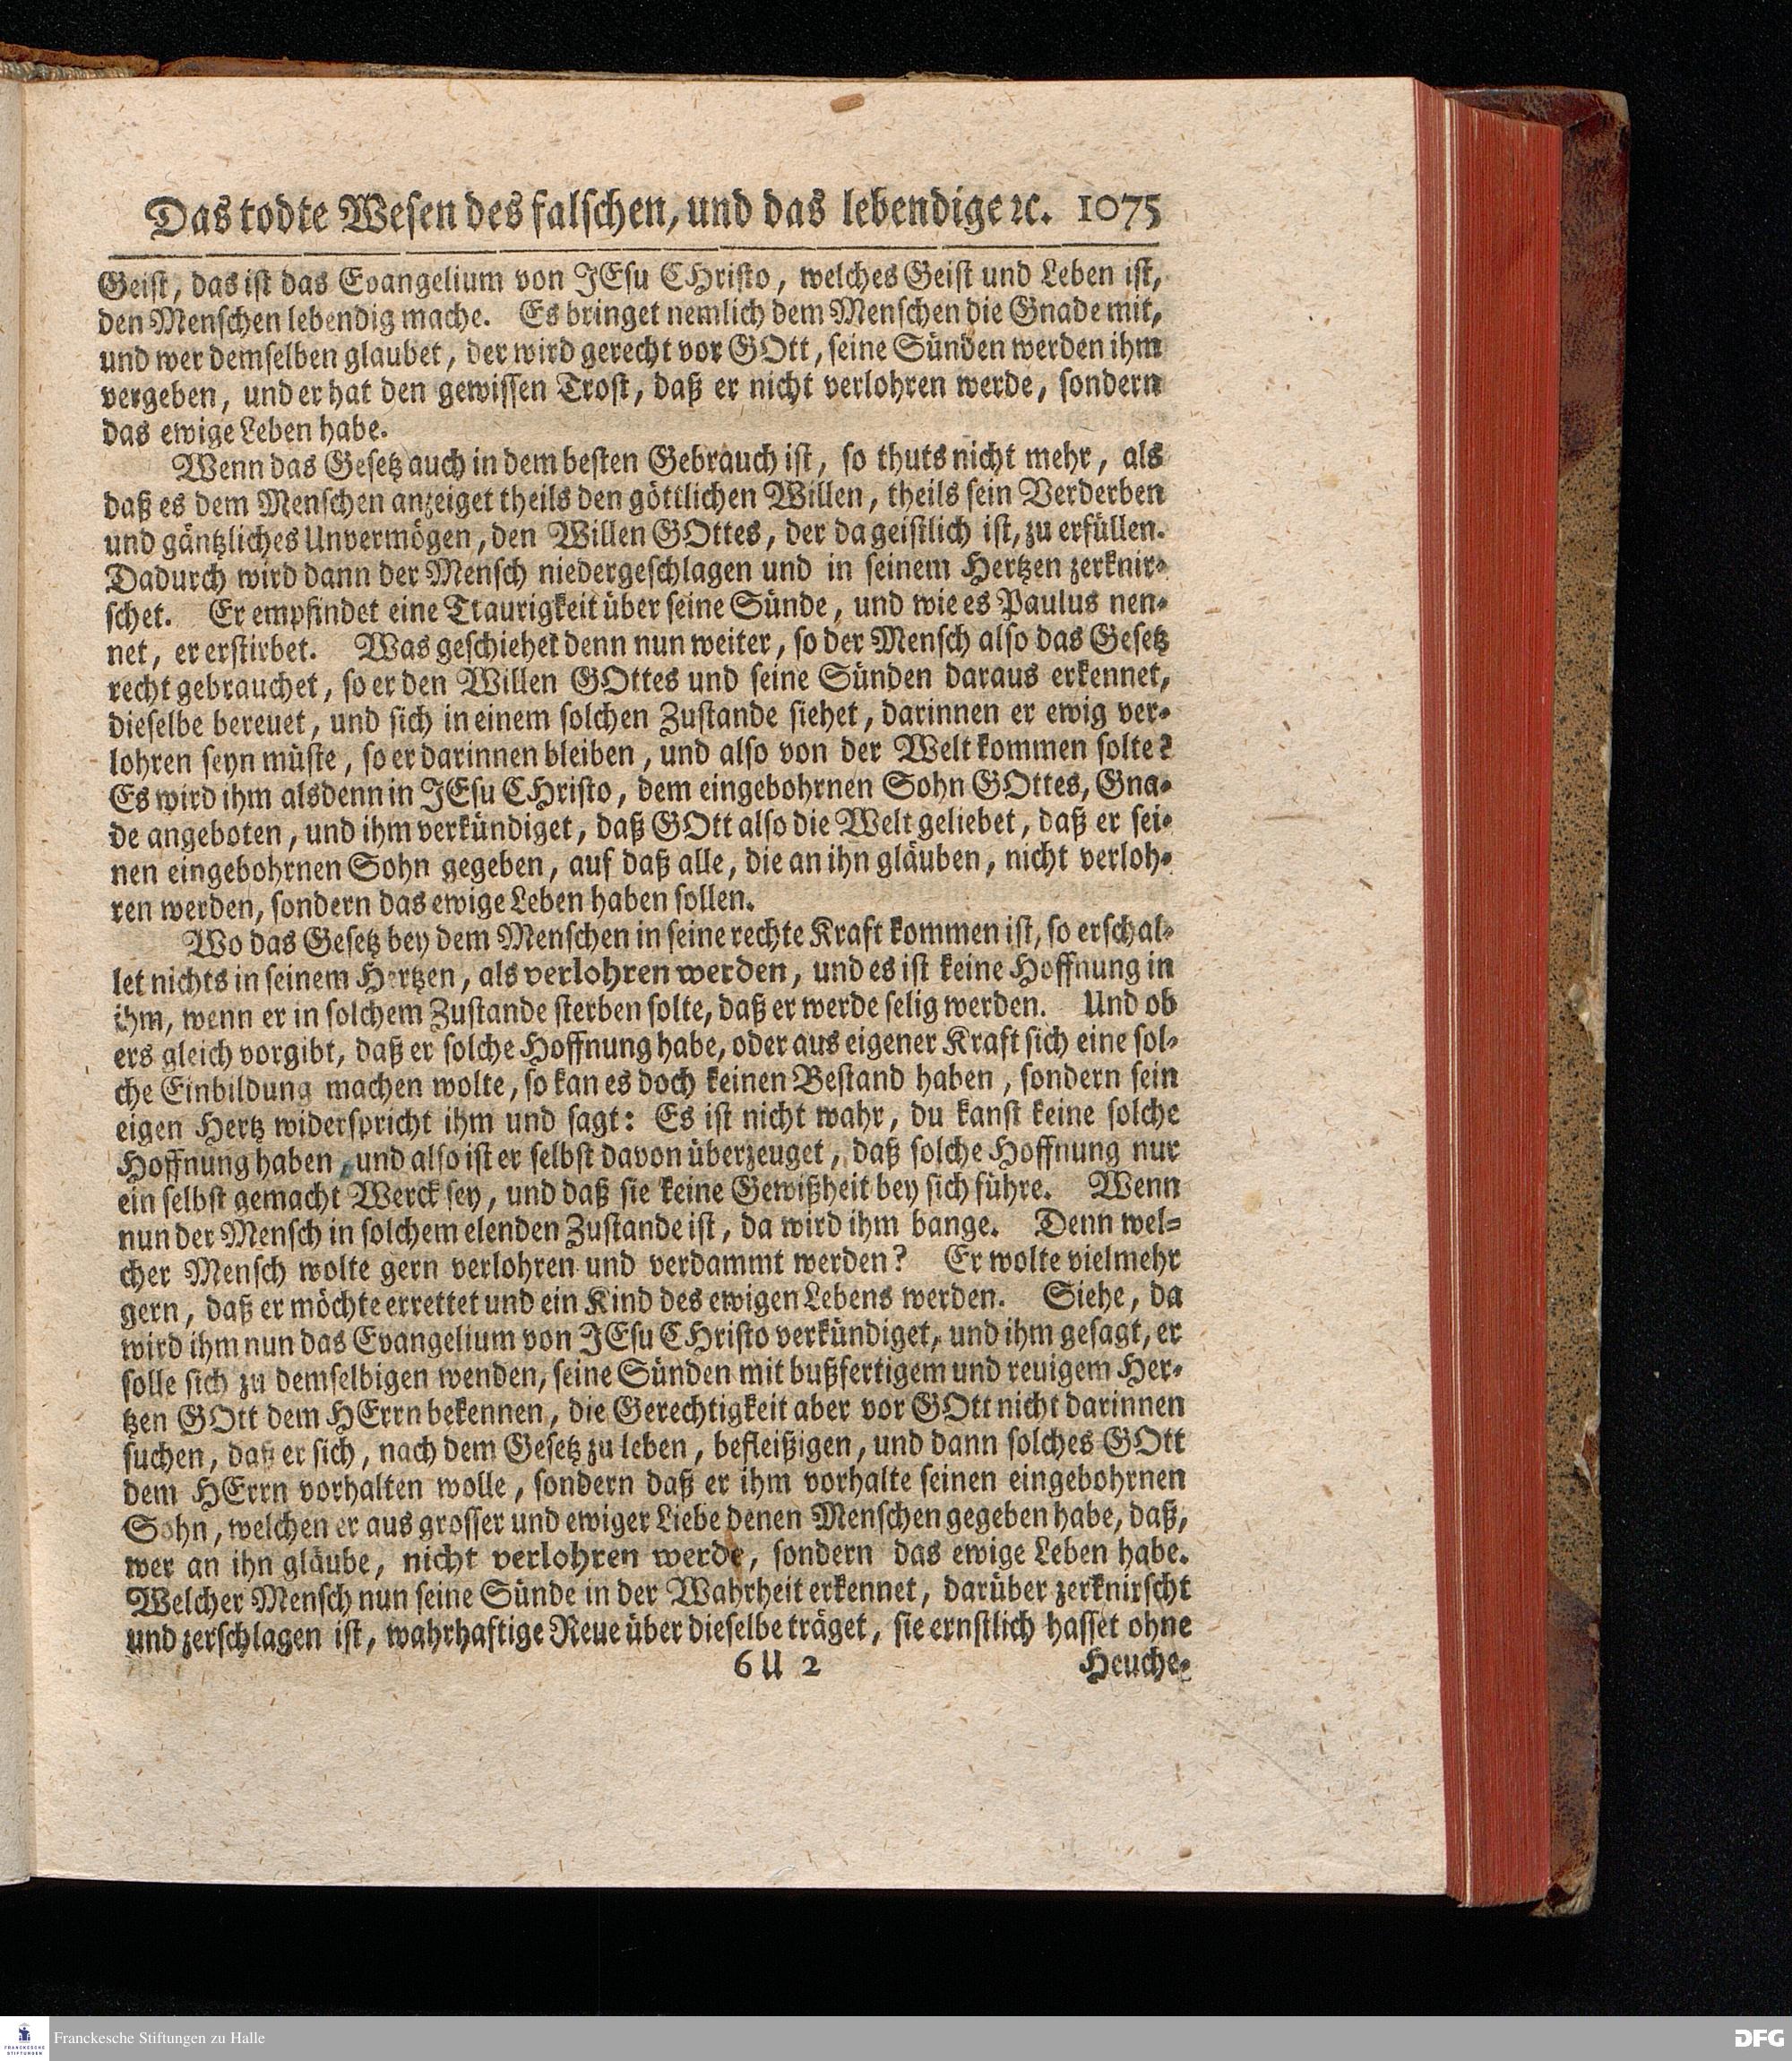 Das todte Wesen des falschen, und das lebendige ꝛc. 1075
Geist, das ist das Evangelium von JEsu CHristo, welches Geist und Leben ist,
den Menschen lebendig mache. Es bringet nemlich dem Menschen die Gnade mit,
und wer demselben glaubet, der wird gerecht vor GOtt, seine Sünden werden ihm
vergeben, und er hat den gewissen Trost, daß er nicht verlohren werde, sondern
das ewige Leben habe.
Wenn das Gesetz auch in dem besten Gebrauch ist, so thuts nicht mehr, als
daß es dem Menschen anzeiget theils den göttlichen Willen, theils sein Verderben
und gäntzliches Unvermögen, den Willen GOttes, der da geistlich ist, zu erfüllen.
Dadurch wird dann der Mensch niedergeschlagen und in seinem Hertzen zerknir-
schet. Er empfindet eine Ttaurigkeit über seine Sünde, und wie es Paulus nen-
net, er erstirbet. Was geschiehet denn nun weiter, so der Mensch also das Gesetz
recht gebrauchet, so er den Willen GOttes und seine Sünden daraus erkennet,
dieselbe bereuet, und sich in einem solchen Zustande siehet, darinnen er ewig ver-
lohren seyn müste, so er darinnen bleiben, und also von der Welt kommen solte?
Es wird ihm alsdenn in JEsu CHristo, dem eingebohrnen Sohn GOttes, Gna-
de angeboten, und ihm verkündiget, daß GOtt also die Welt geliebet, daß er sei-
nen eingebohrnen Sohn gegeben, auf daß alle, die an ihn gläuben, nicht verloh-
ren werden, sondern das ewige Leben haben sollen.
Wo das Gesetz bey dem Menschen in seine rechte Kraft kommen ist, so erschal-
let nichts in seinem Hertzen, als verlohren werden, und es ist keine Hoffnung in
ihm, wenn er in solchem Zustande sterben solte, daß er werde selig werden. Und ob
ers gleich vorgibt, daß er solche Hoffnung habe, oder aus eigener Kraft sich eine sol-
che Einbildung machen wolte, so kan es doch keinen Bestand haben, sondern sein
eigen Hertz widerspricht ihm und sagt: Es ist nicht wahr, du kanst keine solche
Hoffnung haben, und also ist er selbst davon überzeuget, daß solche Hoffnung nur
ein selbst gemacht Werck sey, und daß sie keine Gewißheit bey sich führe. Wenn
nun der Mensch in solchem elenden Zustande ist, da wird ihm bange. Denn wel-
cher Mensch wolte gern verlohren und verdammt werden? Er wolte vielmehr
gern, daß er möchte errettet und ein Kind des ewigen Lebens werden. Siehe, da
wird ihm nun das Evangelium von JEsu CHristo verkündiget, und ihm gesagt, er
solle sich zu demselbigen wenden, seine Sünden mit bußfertigem und reuigem Her-
tzen GOtt dem HErrn bekennen, die Gerechtigkeit aber vor GOtt nicht darinnen
suchen, daß er sich, nach dem Gesetz zu leben, befleißigen, und dann solches GOtt
dem HErrn vorhalten wolle, sondern daß er ihm vorhalte seinen eingebohrnen
Sohn, welchen er aus grosser und ewiger Liebe denen Menschen gegeben habe, daß,
wer an ihn gläube, nicht verlohren werde, sondern das ewige Leben habe.
Welcher Mensch nun seine Sünde in der Wahrheit erkennet, darüber zerknirscht
und zerschlagen ist, wahrhaftige Reue über dieselbe träget, sie ernstlich hasset ohne
6 U 2 Heuche-
FRANCKESCHE STIFTUNGEN
Franckesche Stiftungen zu Halle
DFG